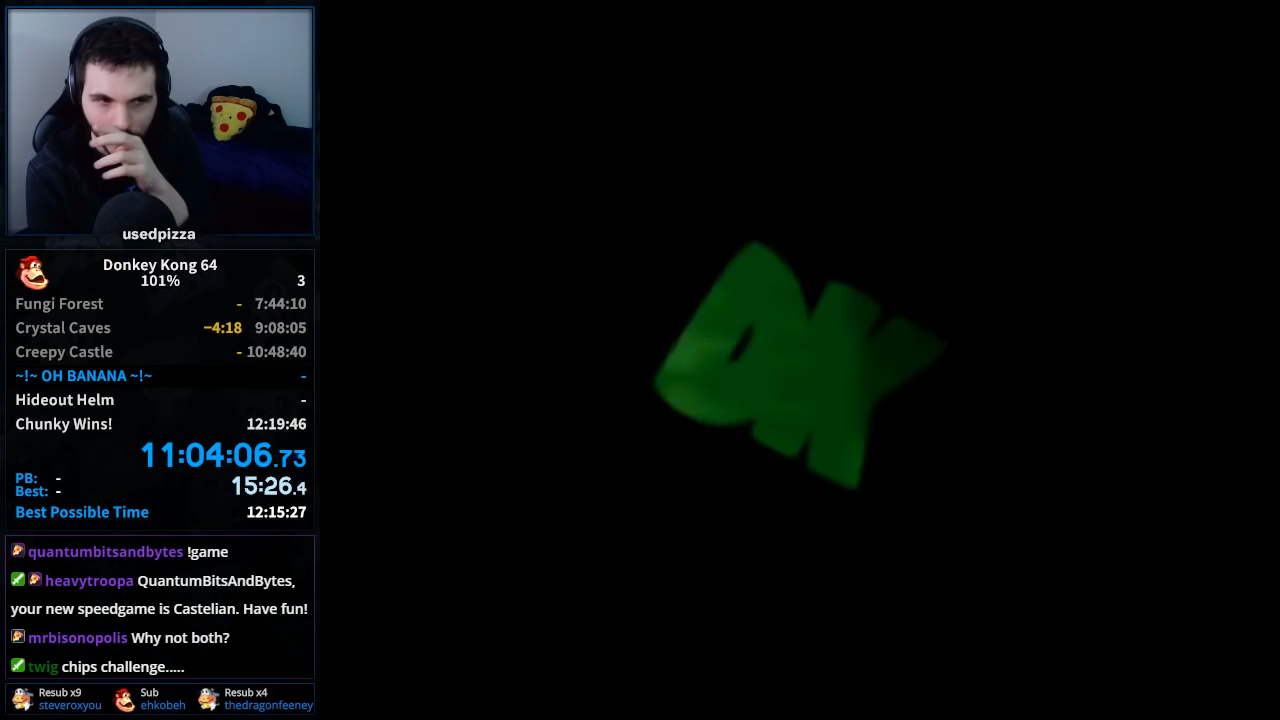 usedpizza
Donkey Kong 64
101% 3
Fungi Forest - 7:44:10
Crystal Caves −4:18 9:08:05
Creepy Castle - 10:48:40
~!~ OH BANANA ~!~ -
Hideout Helm -
Chunky Wins! 12:19:46
11:04:06.73
PB: -
Best: - 15:26.4
Best Possible Time 12:15:27
quantumbitsandbytes !game
heavytroopa QuantumBitsAndBytes,
your new speedgame is Castelian. Have fun!
mrbisonopolis Why not both?
twig chips challenge.....
Resub x9 Sub Resub x4
steveroxyou ehkobeh thedragonfeeney
DK